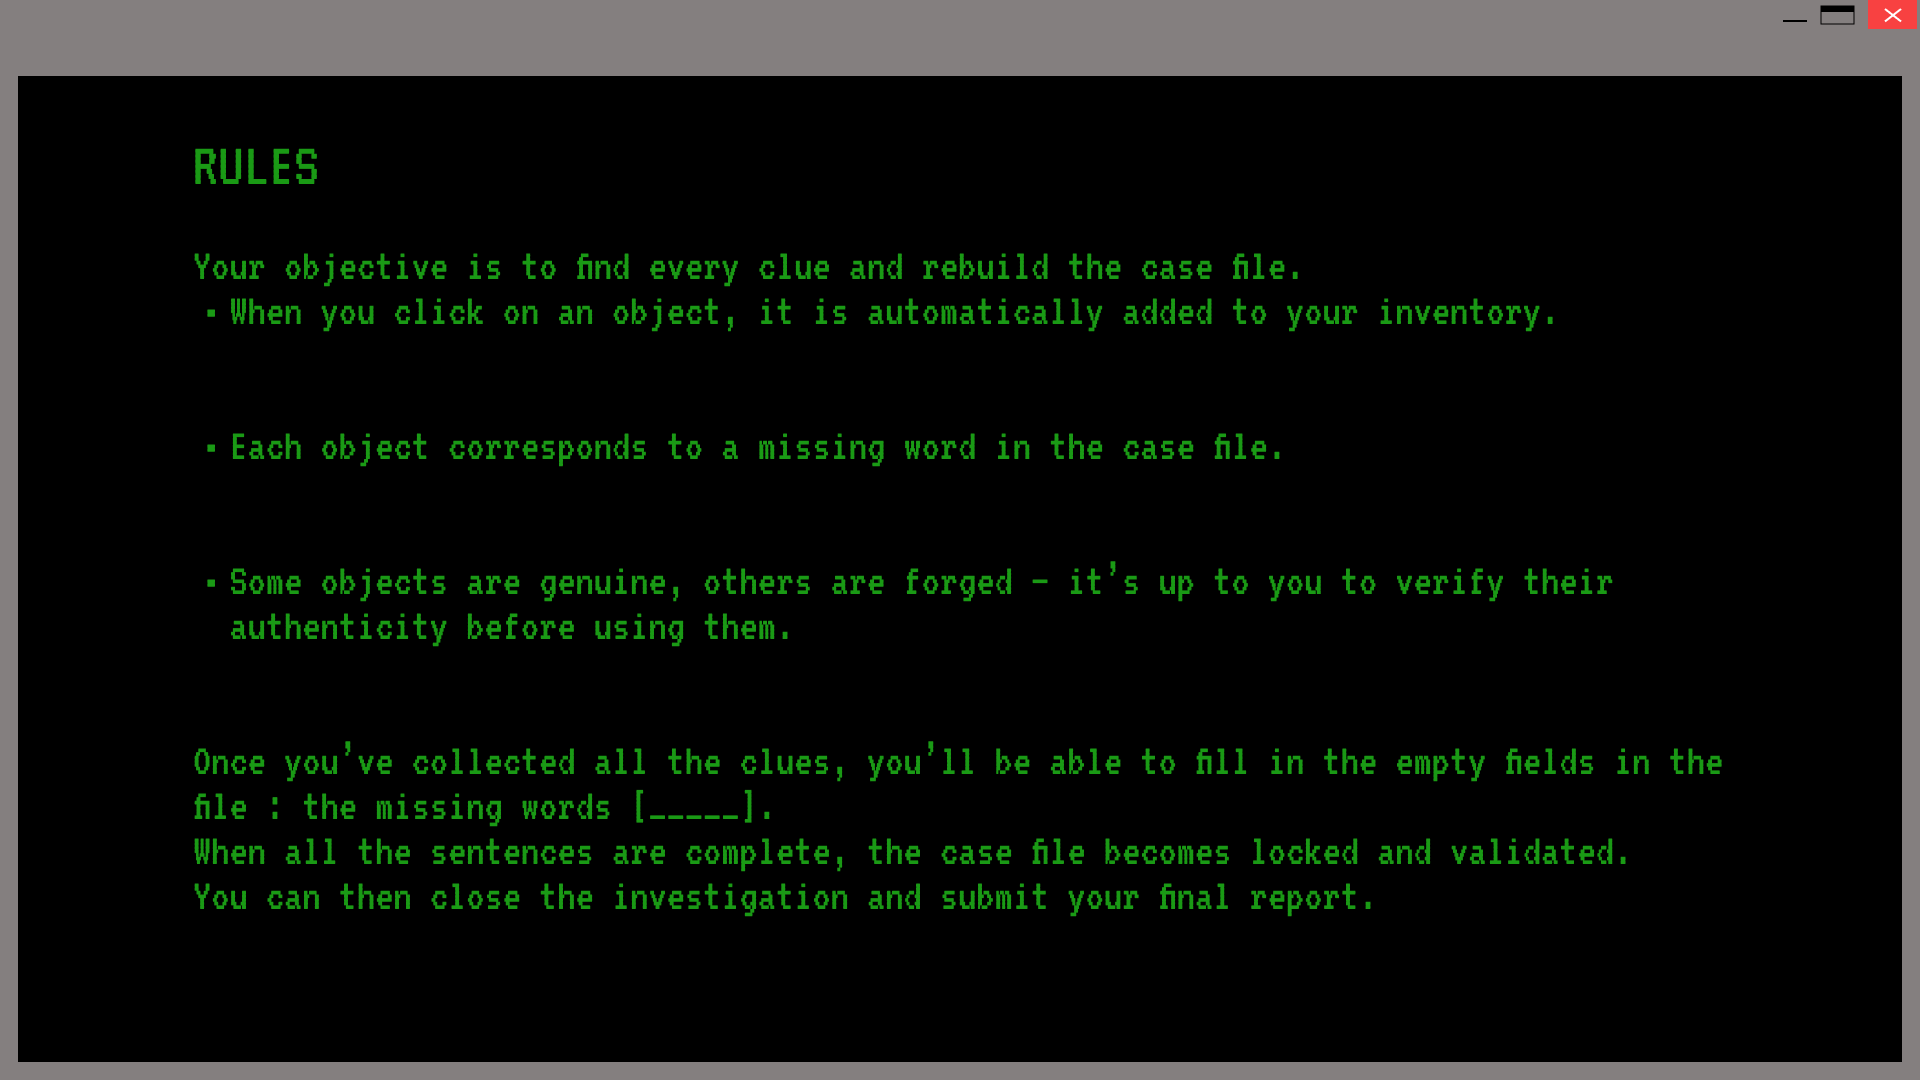 RULES
Your objective is to find every clue and rebuild the case file.
▪ When you click on an object, it is automatically added to your inventory.
▪ Each object corresponds to a missing word in the case file.
▪ Some objects are genuine, others are forged – it’s up to you to verify their
authenticity before using them.
Once you’ve collected all the clues, you’ll be able to fill in the empty fields in the
file : the missing words [_____].
When all the sentences are complete, the case file becomes locked and validated.
You can then close the investigation and submit your final report.